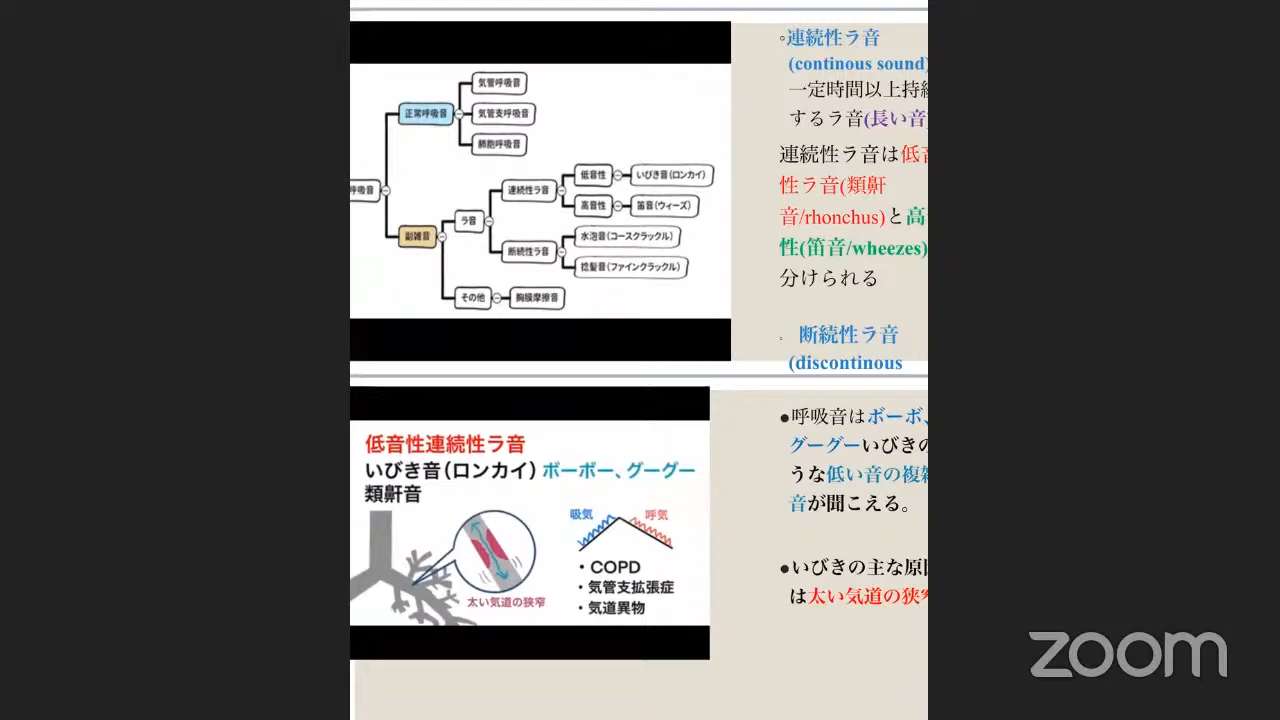 気管呼吸音
正常呼吸音
気管支呼吸音
肺胞呼吸音
呼吸音
副雑音
ラ音
連続性ラ音
低音性
いびき音(ロンカイ)
高音性
笛音(ウィーズ)
断続性ラ音
水泡音(コースクラックル)
捻髪音(ファインクラックル)
その他
胸膜摩擦音
連続性ラ音
(continous sound)
一定時間以上持続
するラ音(長い音)
連続性ラ音は低音
性ラ音(類鼾
音/rhonchus)と高
性(笛音/wheezes)
分けられる
断続性ラ音
(discontinous
低音性連続性ラ音
いびき音(ロンカイ) ボーボー、グーグー
類鼾音
吸気 呼気
太い気道の狭窄
・COPD
・気管支拡張症
・気道異物
●呼吸音はボーボ、
グーグーいびきの
うな低い音の複雑
音が聞こえる。
●いびきの主な原因
は太い気道の狭窄
zoom